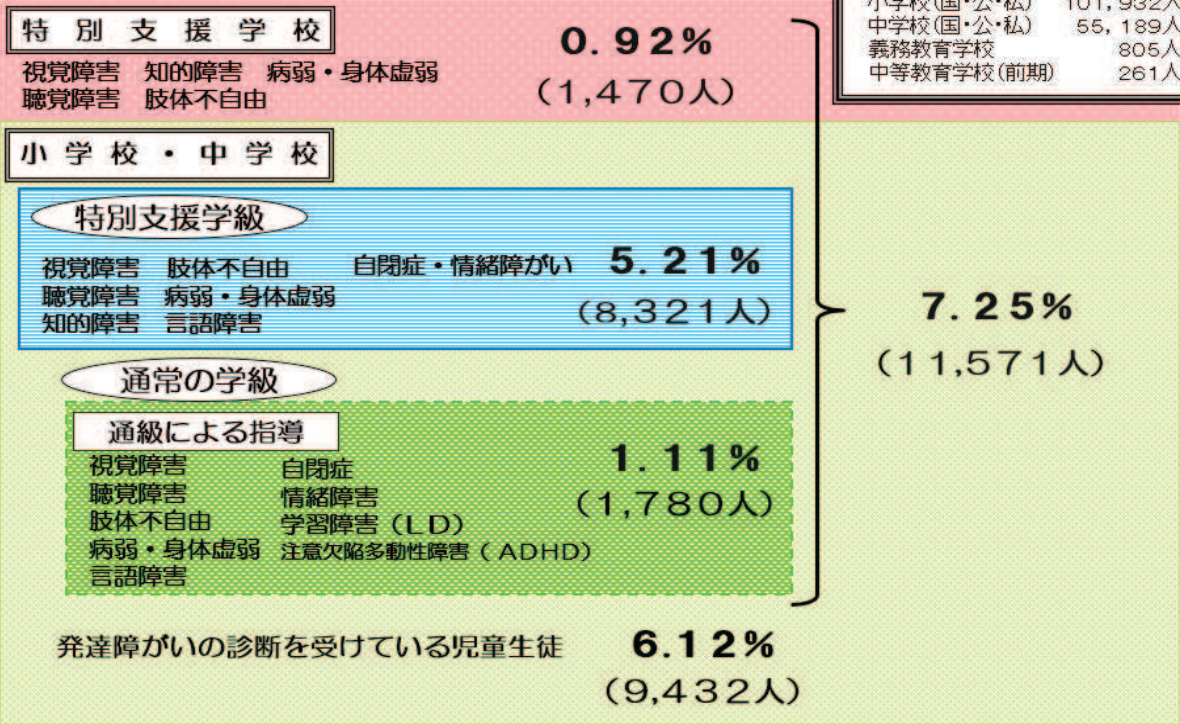 小学校(国・公・私) 101,932人
中学校(国・公・私) 55,189人
義務教育学校 805人
中等教育学校(前期) 261人
特別支援学校
視覚障害 知的障害 病弱・身体虚弱
聴覚障害 肢体不自由
0.92%
(1,470人)
小学校・中学校
特別支援学級
視覚障害 肢体不自由 自閉症・情緒障がい
聴覚障害 病弱・身体虚弱
知的障害 言語障害
5.21%
(8,321人)
7.25%
(11,571人)
通常の学級
通級による指導
視覚障害 自閉症
聴覚障害 情緒障害
肢体不自由 学習障害(LD)
病弱・身体虚弱 注意欠陥多動性障害(ADHD)
言語障害
1.11%
(1,780人)
発達障がいの診断を受けている児童生徒 6.12%
(9,432人)